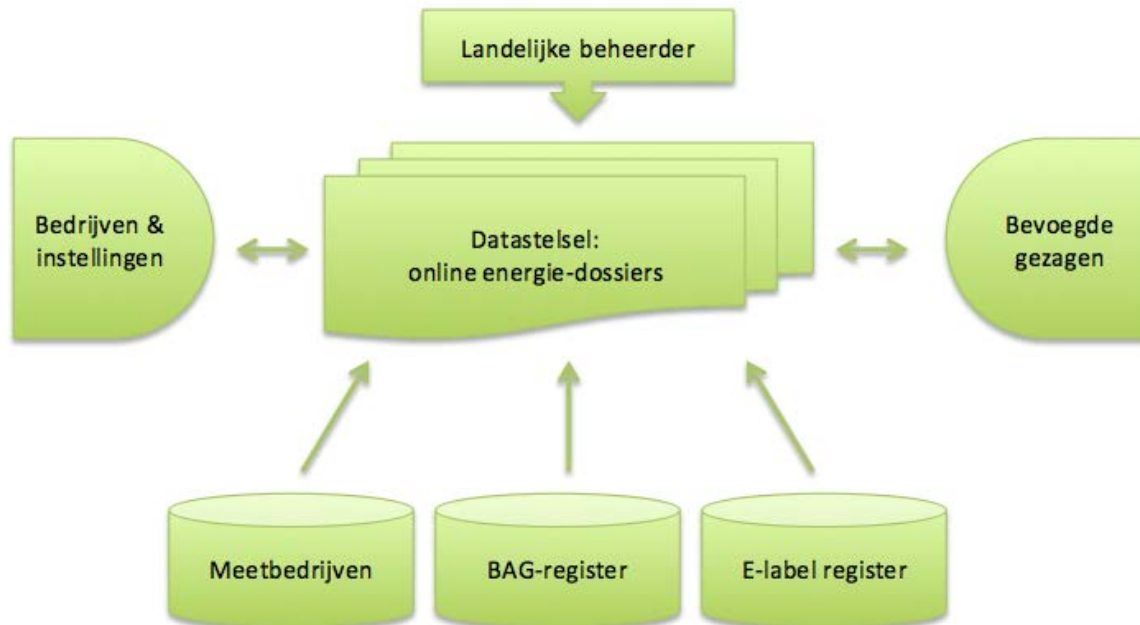 Landelijke beheerder
Bedrijven &
instellingen
Datastelsel:
online energie-dossiers
Bevoegde
gezagen
Meetbedrijven
BAG-register
E-label register